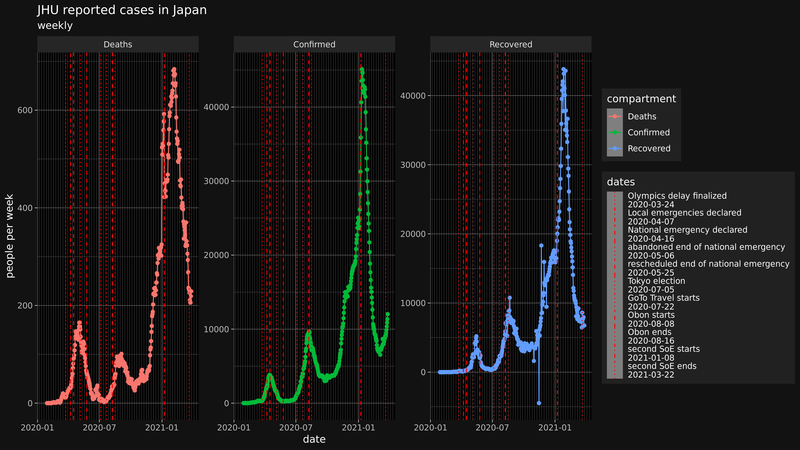 JHU reported cases in Japan
weekly
Deaths
Confirmed
Recovered
people per week
600
400
200
0
40000
30000
20000
10000
0
40000
30000
20000
10000
0
2020-01
2020-07
2021-01
2020-01
2020-07
2021-01
2020-01
2020-07
2021-01
date
compartment
Deaths
Confirmed
Recovered
dates
Olympics delay finalized
2020-03-24
Local emergencies declared
2020-04-07
National emergency declared
2020-04-16
abandoned end of national emergency
2020-05-06
rescheduled end of national emergency
2020-05-25
Tokyo election
2020-07-05
GoTo Travel starts
2020-07-22
Obon starts
2020-08-08
Obon ends
2020-08-16
second SoE starts
2021-01-08
second SoE ends
2021-03-22